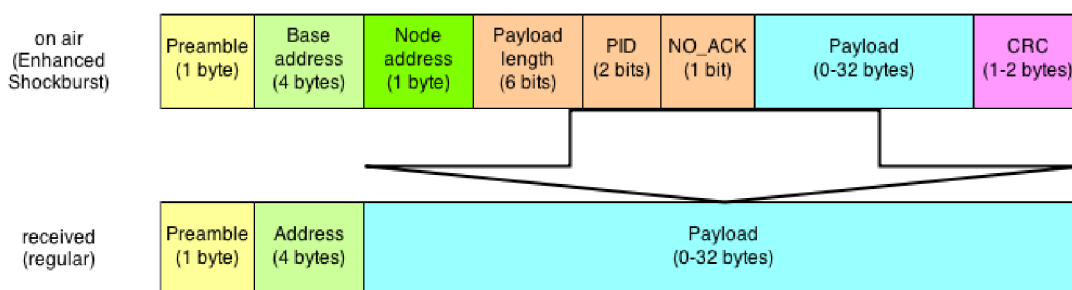 on air
(Enhanced
Shockburst)
Preamble
(1 byte)
Base
address
(4 bytes)
Node
address
(1 byte)
Payload
length
(6 bits)
PID
(2 bits)
NO_ACK
(1 bit)
Payload
(0-32 bytes)
CRC
(1-2 bytes)
received
(regular)
Preamble
(1 byte)
Address
(4 bytes)
Payload
(0-32 bytes)